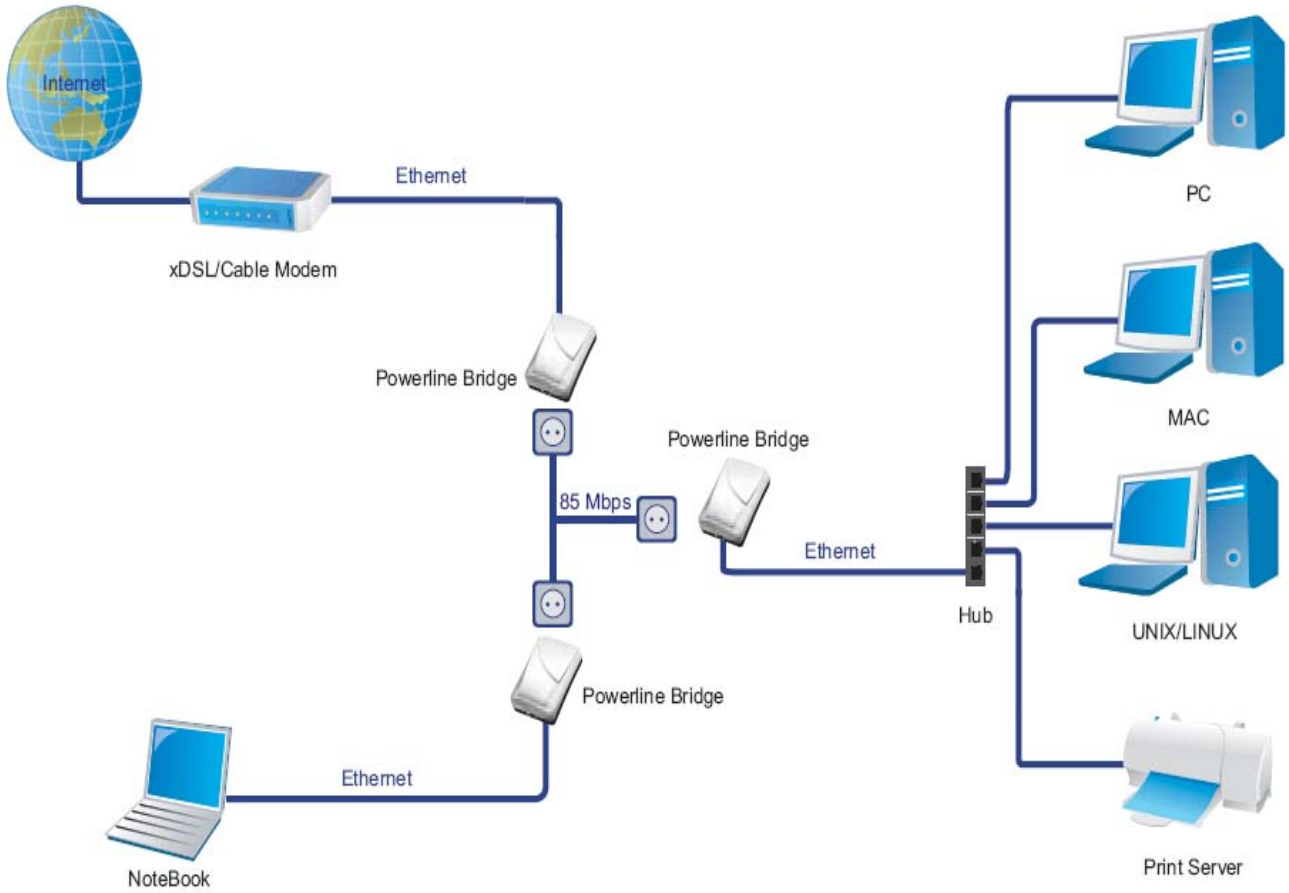 Internet
Ethernet
xDSL/Cable Modem
PC
Powerline Bridge
MAC
Powerline Bridge
85 Mbps
Ethernet
Hub
UNIX/LINUX
Powerline Bridge
Ethernet
Print Server
NoteBook